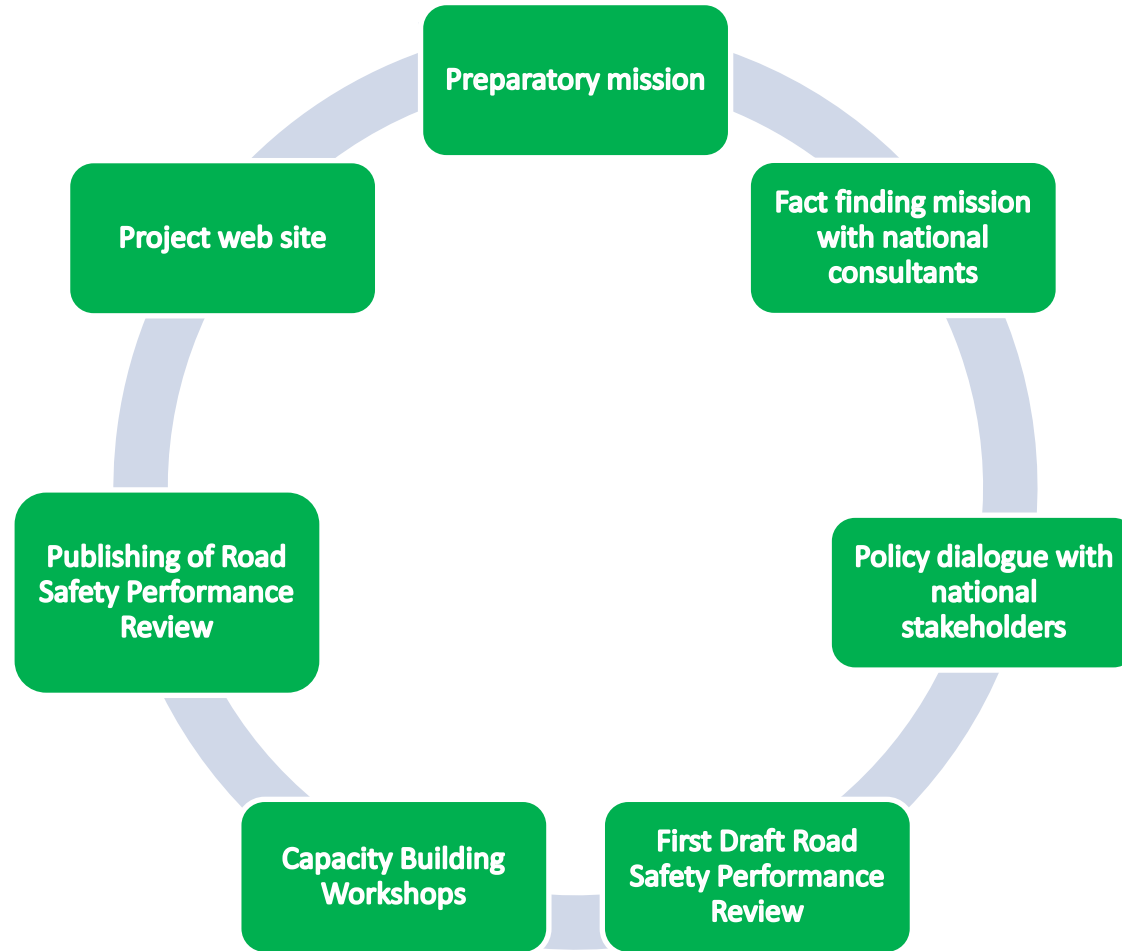 Preparatory mission
Fact finding mission
with national
consultants
Policy dialogue with
national
stakeholders
First Draft Road
Safety Performance
Review
Capacity Building
Workshops
Publishing of Road
Safety Performance
Review
Project web site